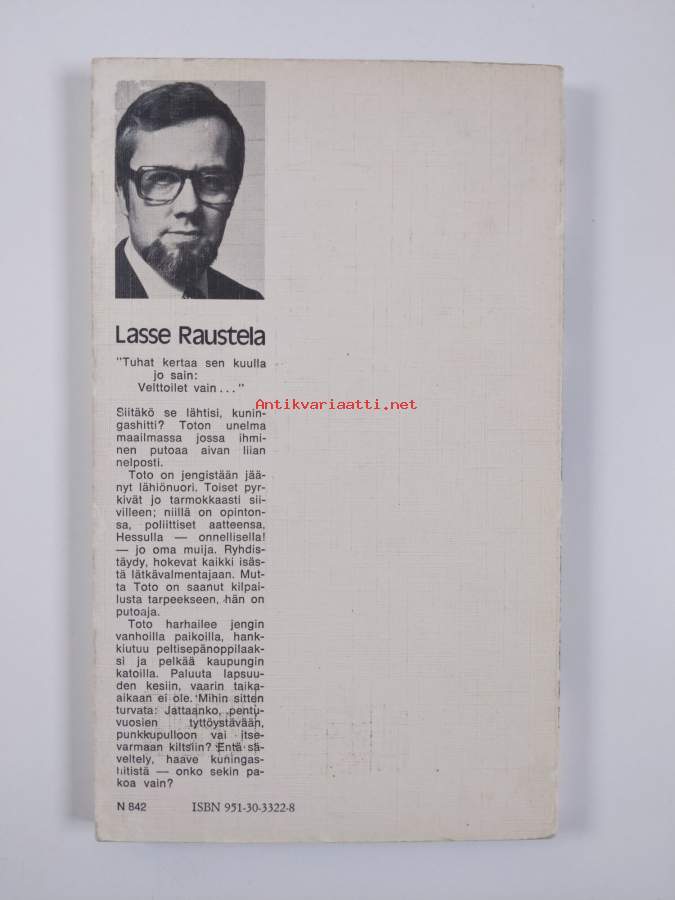 Lasse Raustela
"Tuhat kertaa sen kuulla
jo sain:
Velttoilet vain..."
Antikvariaatti.net
Siitäkö se lähtisi, kunin-
gashitti? Toton unelma
maailmassa jossa ihmi-
nen putoaa aivan liian
helposti.
Toto on jengistään jää-
nyt lähiönuori. Toiset pyr-
kivät jo tarmokkaasti sii-
villeen; niillä on opinton-
sa, poliittiset aatteensa,
Hessulla — onnellisella!
— jo oma muija. Ryhdis-
täydy, hokevat kaikki isäs-
tä lätkävalmentajaan. Mut-
ta Toto on saanut kilpai-
lusta tarpeekseen, hän on
putoaja.
Toto harhailee jengin
vanhoilla paikoilla, hank-
kiutuu peltisepänoppilaak-
si ja pelkää kaupungin
katoilla. Paluuta lapsuu-
den kesiin, vaarin taika-
aikaan ei ole. Mihin sitten
turvata: Jattaanko, pentu-
vuosien tyttöystävään,
punkkupulloon vai itse-
varmaan kiltsiin? Entä sä-
veltely, haave kuningas-
hitistä — onko sekin pa-
koa vain?
N 842 ISBN 951-30-3322-8